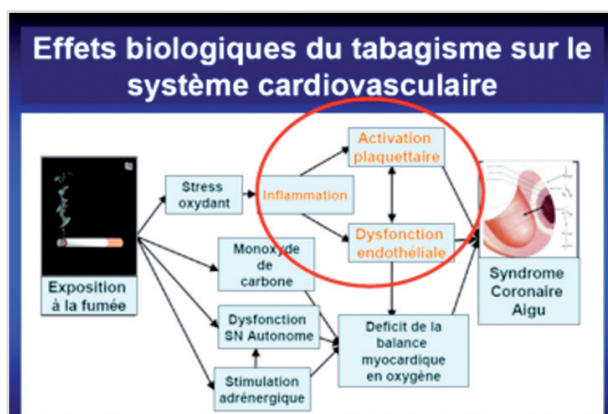 Effets biologiques du tabagisme sur le
système cardiovasculaire
Activation
plaquettaire
Stress
oxydant
Inflammation
Monoxyde
de
carbone
Dysfonction
endothéliale
Exposition
à la fumée
Dysfonction
SN Autonome
Stimulation
adrénergique
Deficit de la
balance
myocardique
en oxygène
Syndrome
Coronaire
Aigu